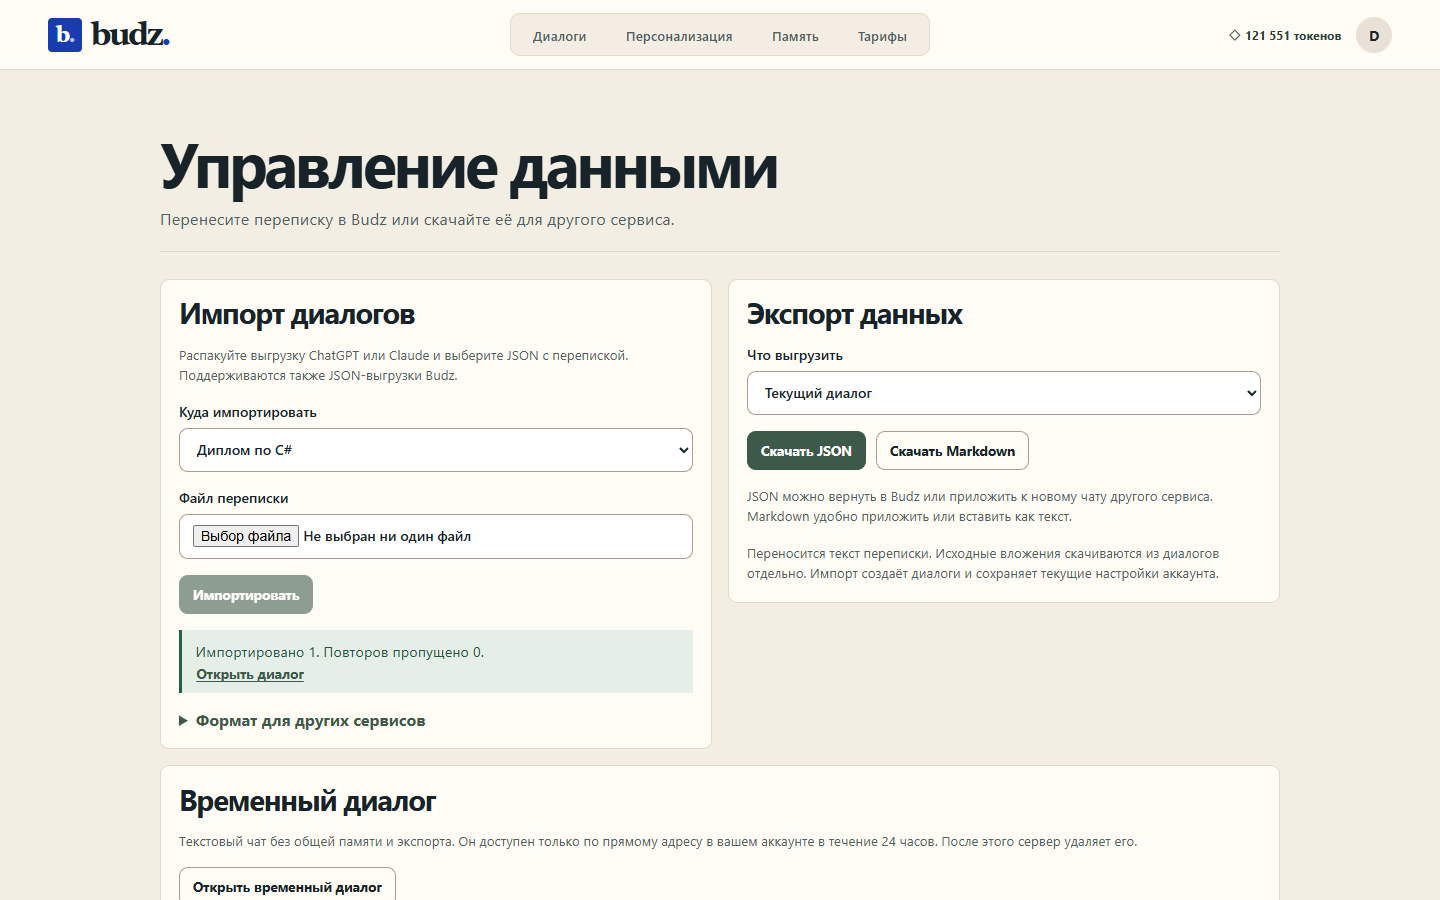 b. budz.
Диалоги
Персонализация
Память
Тарифы
121 551 токенов
D
Управление данными
Перенесите переписку в Budz или скачайте её для другого сервиса.
Импорт диалогов
Распакуйте выгрузку ChatGPT или Claude и выберите JSON с перепиской.
Поддерживаются также JSON-выгрузки Budz.
Куда импортировать
Диплом по C#
Файл переписки
Выбор файла Не выбран ни один файл
Импортировать
Импортировано 1. Повторов пропущено 0.
Открыть диалог
Формат для других сервисов
Экспорт данных
Что выгрузить
Текущий диалог
Скачать JSON
Скачать Markdown
JSON можно вернуть в Budz или приложить к новому чату другого сервиса.
Markdown удобно приложить или вставить как текст.
Переносится текст переписки. Исходные вложения скачиваются из диалогов
отдельно. Импорт создаёт диалоги и сохраняет текущие настройки аккаунта.
Временный диалог
Текстовый чат без общей памяти и экспорта. Он доступен только по прямому адресу в вашем аккаунте в течение 24 часов. После этого сервер удаляет его.
Открыть временный диалог